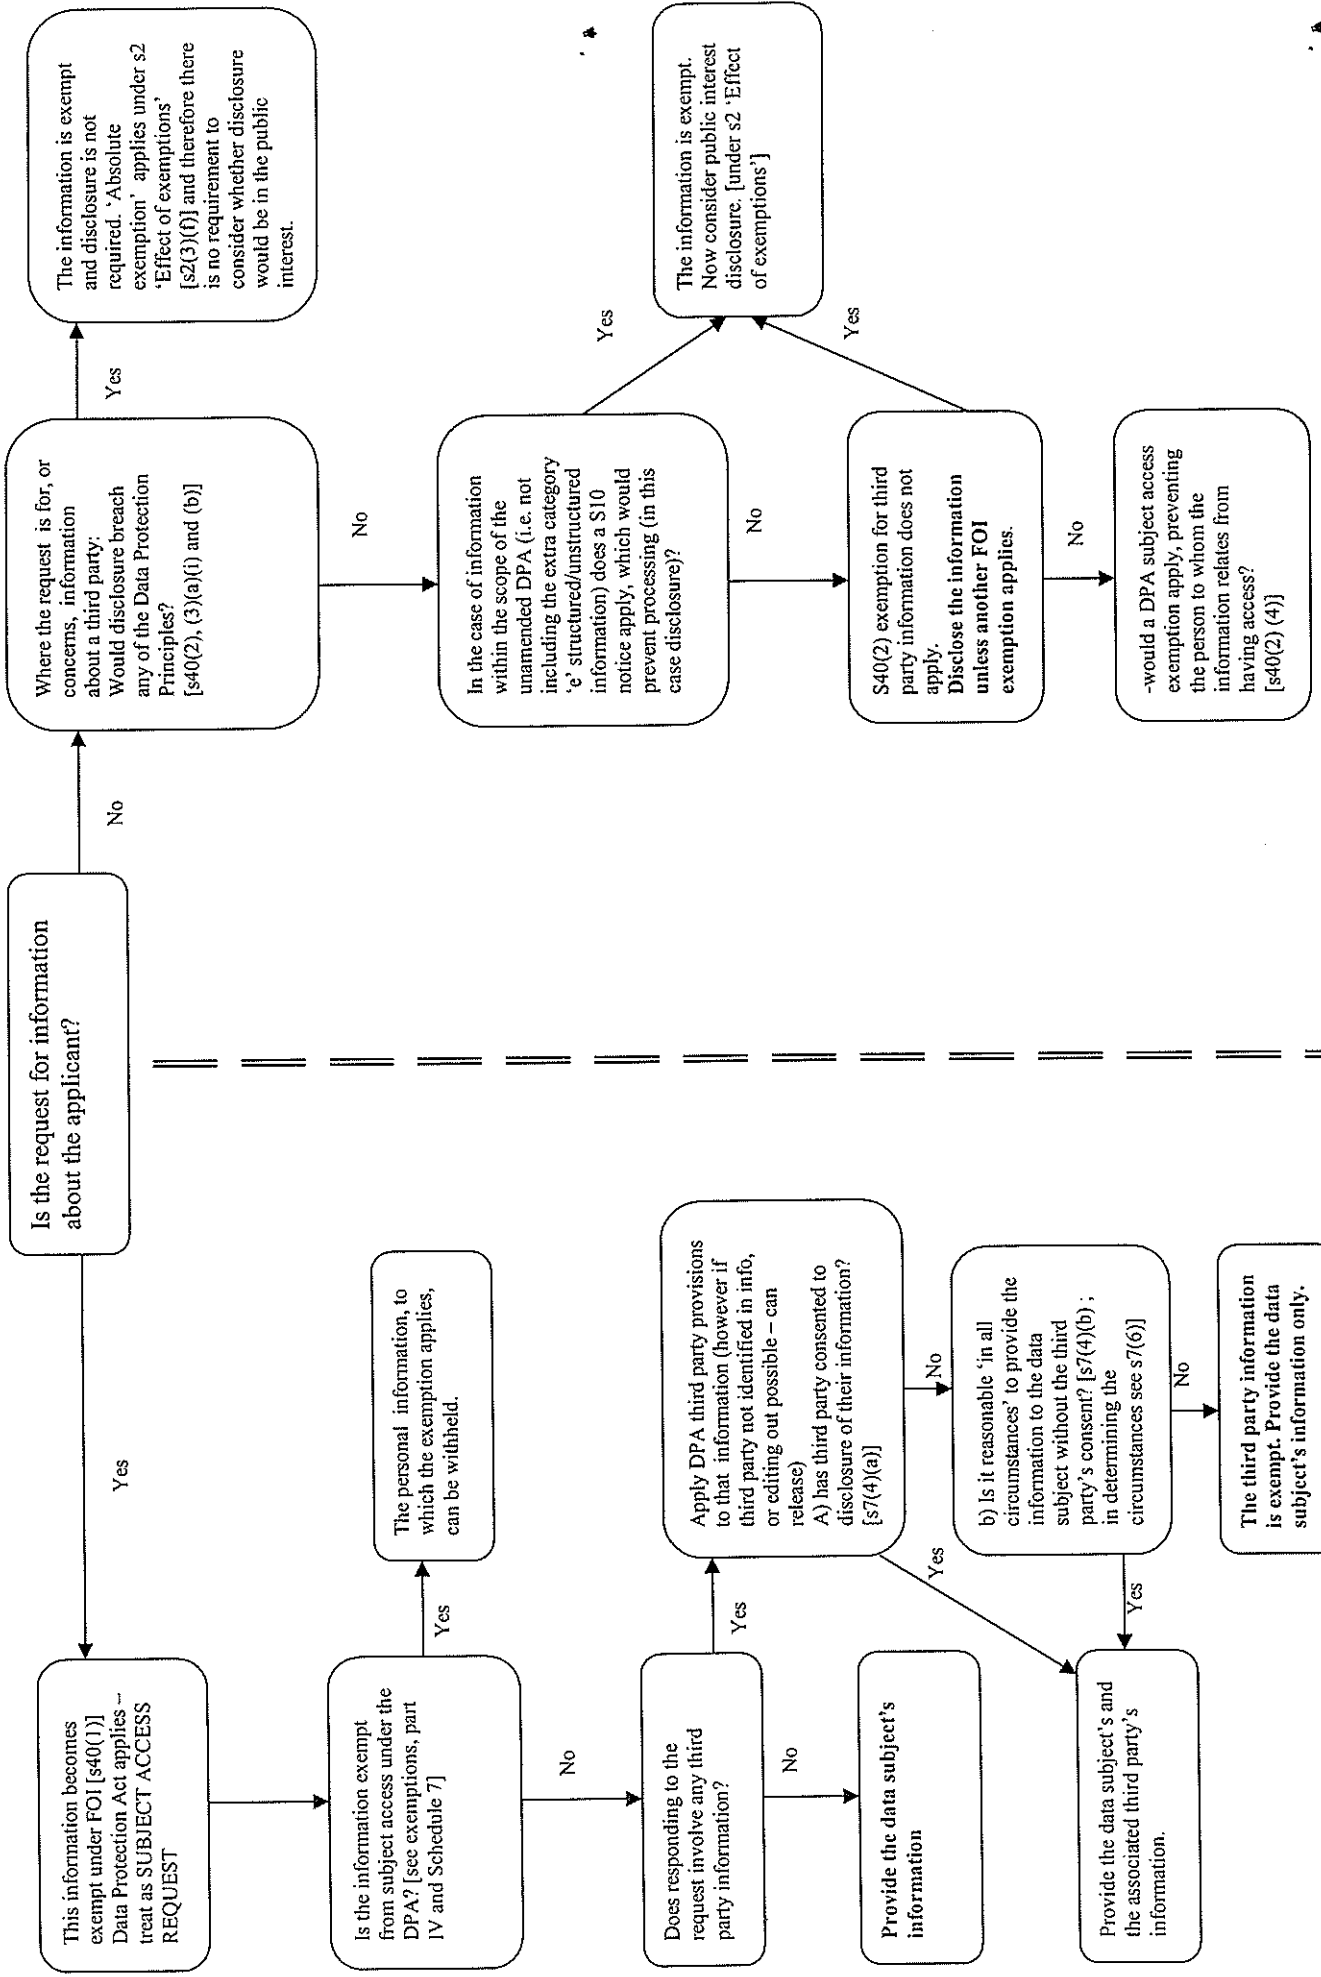 Is the request for information
about the applicant?
Yes
No
This information becomes
exempt under FOI [s40(1)]
Data Protection Act applies –
treat as SUBJECT ACCESS
REQUEST
Is the information exempt
from subject access under the
DPA? [see exemptions, part
IV and Schedule 7]
Yes
The personal information, to
which the exemption applies,
can be withheld.
No
Does responding to the
request involve any third
party information?
Yes
No
Provide the data subject's
information
Apply DPA third party provisions
to that information (however if
third party not identified in info,
or editing out possible – can
release)
A) has third party consented to
disclosure of their information?
[s7(4)(a)]
Yes
No
b) Is it reasonable 'in all
circumstances' to provide the
information to the data
subject without the third
party's consent? [s7(4)(b) ;
in determining the
circumstances see s7(6)]
Yes
No
Provide the data subject's and
the associated third party's
information.
The third party information
is exempt. Provide the data
subject's information only.
Where the request is for, or
concerns, information
about a third party:
Would disclosure breach
any of the Data Protection
Principles?
[s40(2), (3)(a)(i) and (b)]
Yes
The information is exempt
and disclosure is not
required. 'Absolute
exemption' applies under s2
'Effect of exemptions'
[s2(3)(f)] and therefore there
is no requirement to
consider whether disclosure
would be in the public
interest.
No
In the case of information
within the scope of the
unamended DPA (i.e. not
including the extra category
'e' structured/unstructured
information) does a S10
notice apply, which would
prevent processing (in this
case disclosure)?
Yes
No
The information is exempt.
Now consider public interest
disclosure. [under s2 'Effect
of exemptions']
S40(2) exemption for third
party information does not
apply.
Disclose the information
unless another FOI
exemption applies.
Yes
No
-would a DPA subject access
exemption apply, preventing
the person to whom the
information relates from
having access?
[s40(2) (4)]